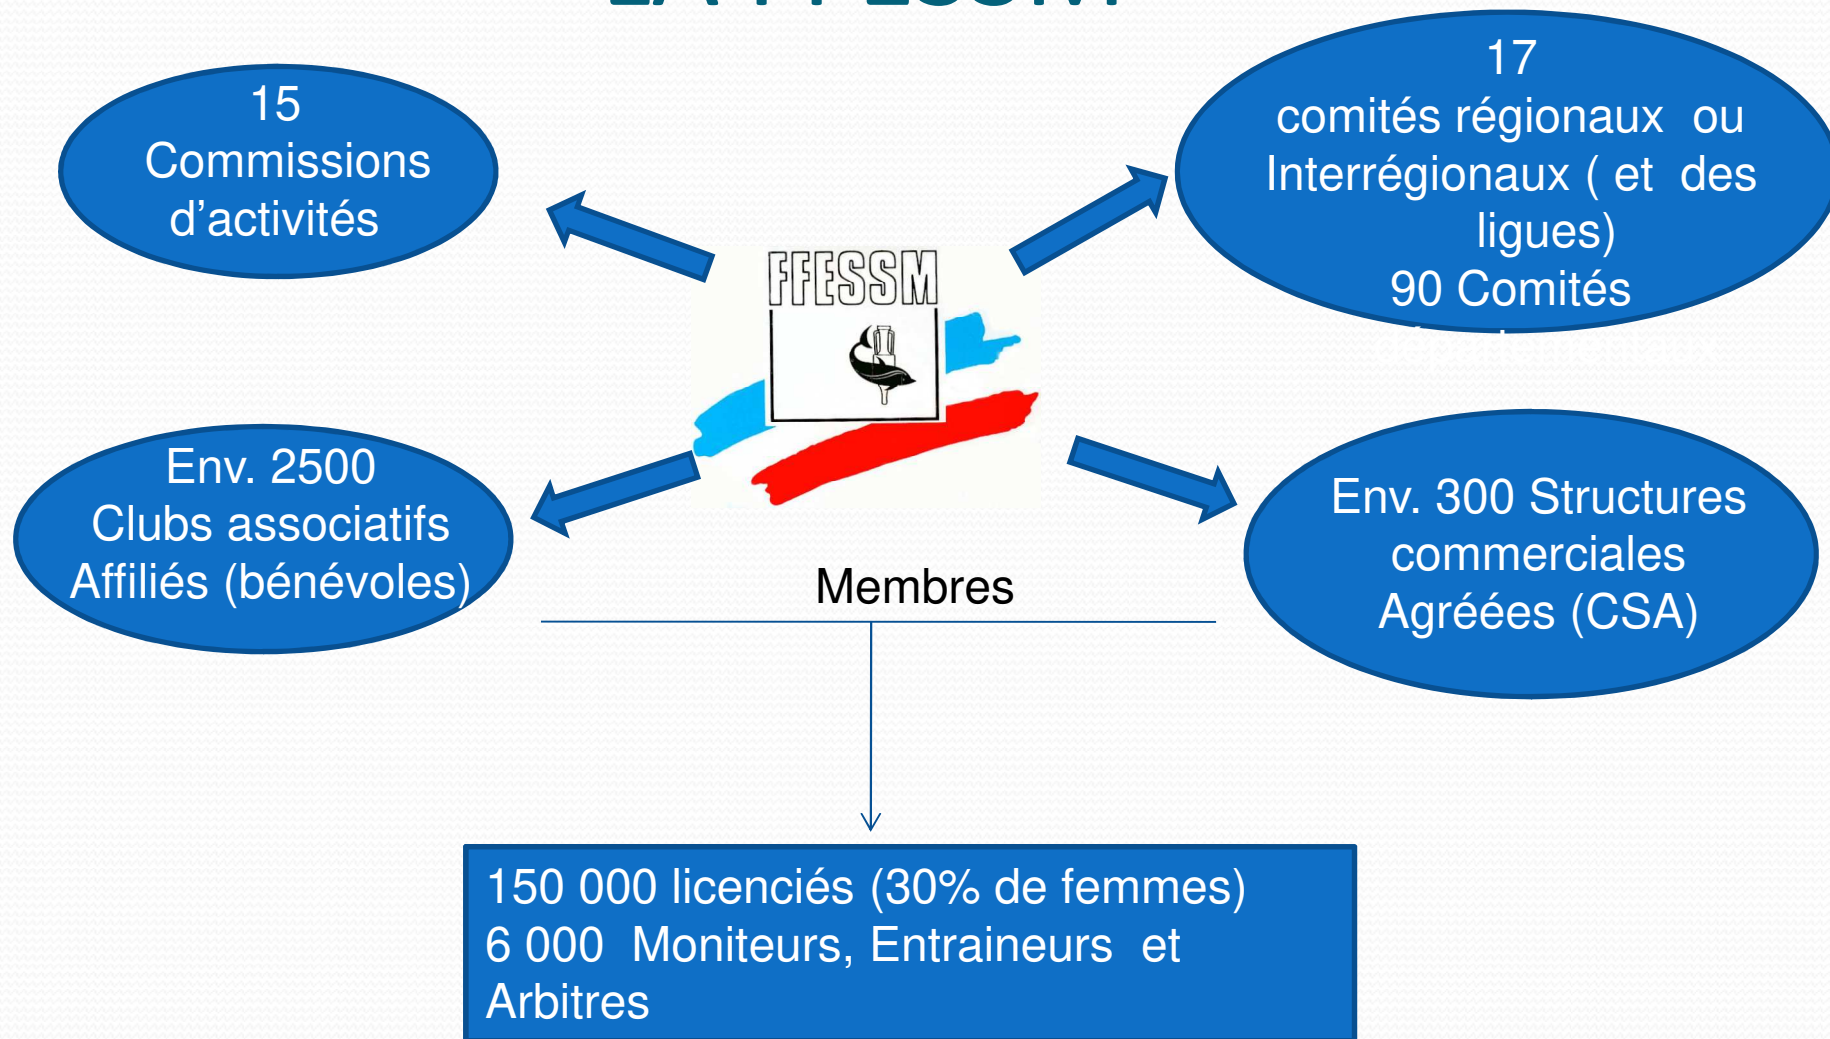 LA FFESSM
15
Commissions
d’activités
17
comités régionaux ou
Interrégionaux ( et des
ligues)
90 Comités
FFESSM
Env. 2500
Clubs associatifs
Affiliés (bénévoles)
Membres
Env. 300 Structures
commerciales
Agréées (CSA)
150 000 licenciés (30% de femmes)
6 000 Moniteurs, Entraineurs et
Arbitres